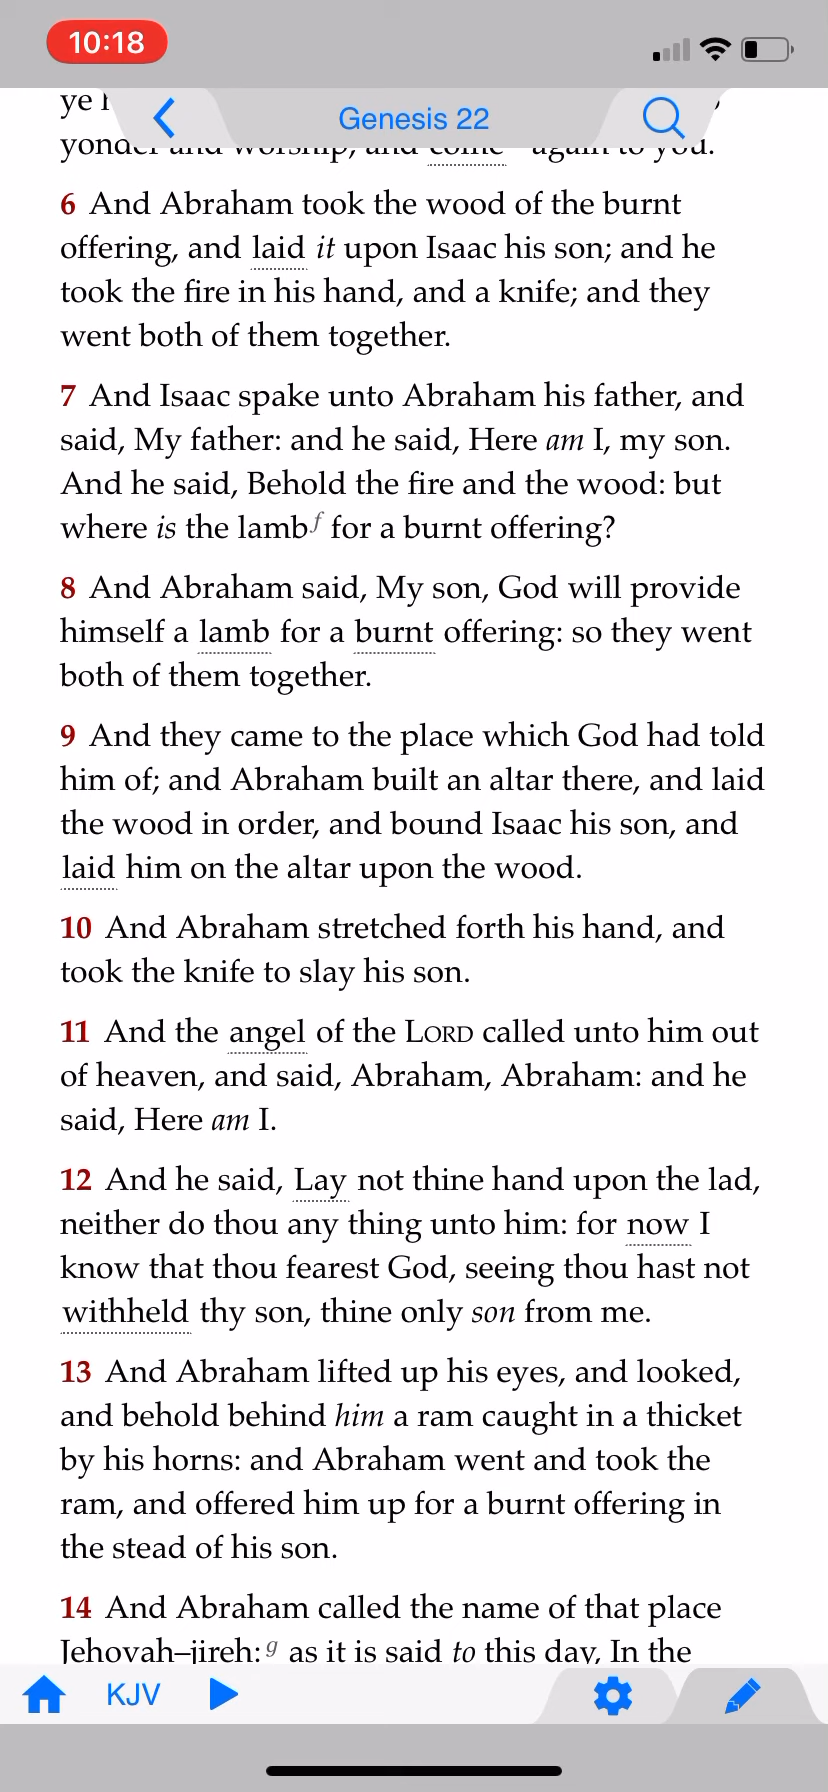 10:18
ye
Genesis 22
yonder and worship, and come again to you.
6 And Abraham took the wood of the burnt
offering, and laid it upon Isaac his son; and he
took the fire in his hand, and a knife; and they
went both of them together.
7 And Isaac spake unto Abraham his father, and
said, My father: and he said, Here am I, my son.
And he said, Behold the fire and the wood: but
where is the lamb f for a burnt offering?
8 And Abraham said, My son, God will provide
himself a lamb for a burnt offering: so they went
both of them together.
9 And they came to the place which God had told
him of; and Abraham built an altar there, and laid
the wood in order, and bound Isaac his son, and
laid him on the altar upon the wood.
10 And Abraham stretched forth his hand, and
took the knife to slay his son.
11 And the angel of the LORD called unto him out
of heaven, and said, Abraham, Abraham: and he
said, Here am I.
12 And he said, Lay not thine hand upon the lad,
neither do thou any thing unto him: for now I
know that thou fearest God, seeing thou hast not
withheld thy son, thine only son from me.
13 And Abraham lifted up his eyes, and looked,
and behold behind him a ram caught in a thicket
by his horns: and Abraham went and took the
ram, and offered him up for a burnt offering in
the stead of his son.
14 And Abraham called the name of that place
Jehovah–jireh: g as it is said to this day, In the
KJV